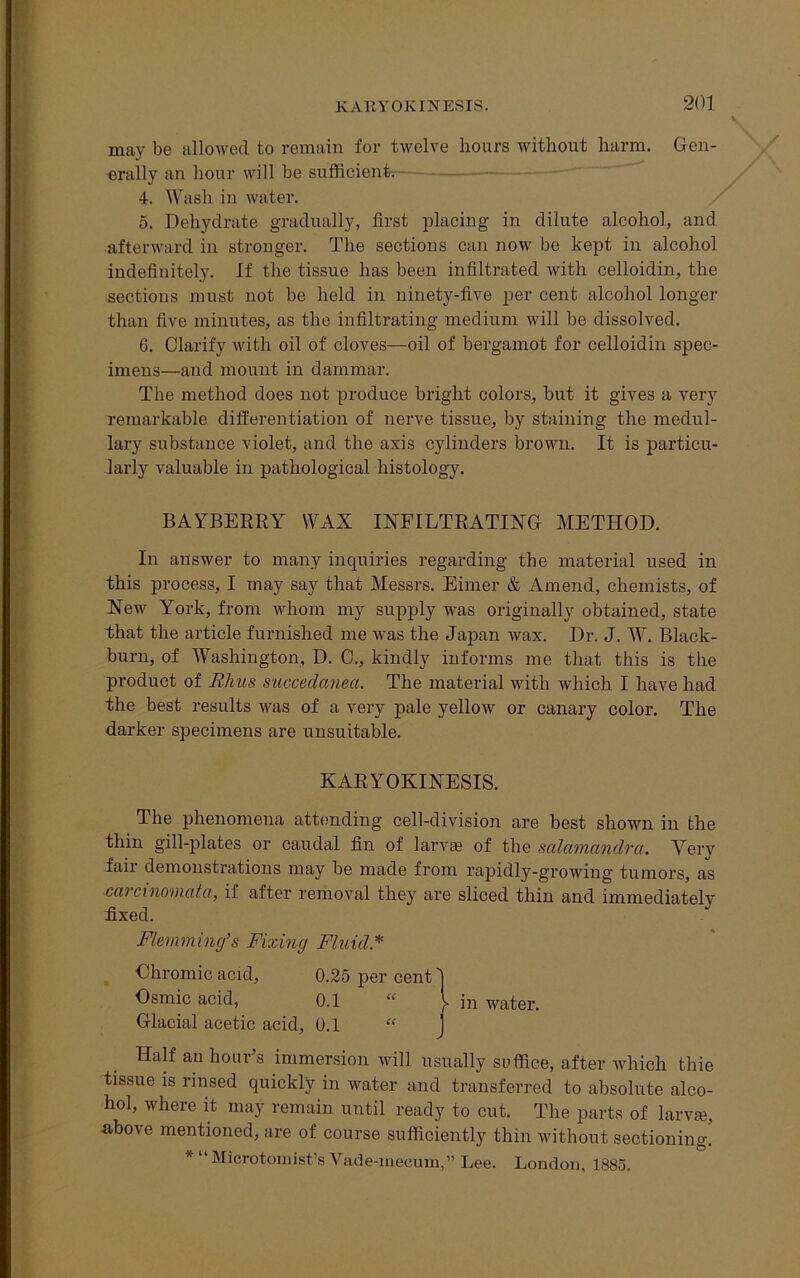 KARYOKINESIS. 201
may be allowed to remain for twelve hours without harm. Gen-
erally an hour will be sufficient.
4. Wash in water.
5. Dehydrate gradually, first placing in dilute alcohol, and
afterward in stronger. The sections can now be kept in alcohol
indefinitely. If the tissue has been infiltrated with celloidin, the
sections must not be held in ninety-five per cent alcohol longer
than five minutes, as the infiltrating medium will be dissolved.
6. Clarify with oil of cloves—oil of bergamot for celloidin spec-
imens—and mount in dammar.
The method does not produce bright colors, but it gives a very
remarkable differentiation of nerve tissue, by staining the medul-
lary substance violet, and the axis cylinders brown. It is particu-
larly valuable in pathological histology.
BAYBERRY WAX INFILTRATING METHOD.
In answer to many inquiries regarding the material used in
this process, I may say that Messrs. Eimer & Amend, chemists, of
New York, from whom my supply was originally obtained, state
that the article furnished me was the Japan wax. Dr. J. W. Black-
burn, of Washington, D. C., kindly informs me that this is the
product of Rhus succedanea. The material with which I have had
the best results was of a very pale yellow or canary color. The
darker specimens are unsuitable.
KARYOKINESIS.
The phenomena attending cell-division are best shown in the
thin gill-plates or caudal fin of larvæ of the salamandra. Very
fair demonstrations may be made from rapidly-growing tumors, as
carcinomata, if after removal they are sliced thin and immediately
fixed.
Flemming's Fixing Fluid.*
Chromic acid, 0.25 per cent
Osmic acid, 0.1 " } in water.
Glacial acetic acid, 0.1 "
Half an hour's immersion will usually suffice, after which thie
tissue is rinsed quickly in water and transferred to absolute alco-
hol, where it may remain until ready to cut. The parts of larvæ,
above mentioned, are of course sufficiently thin without sectioning.
* "Microtomist's Vade-mecum," Lee. London, 1885.